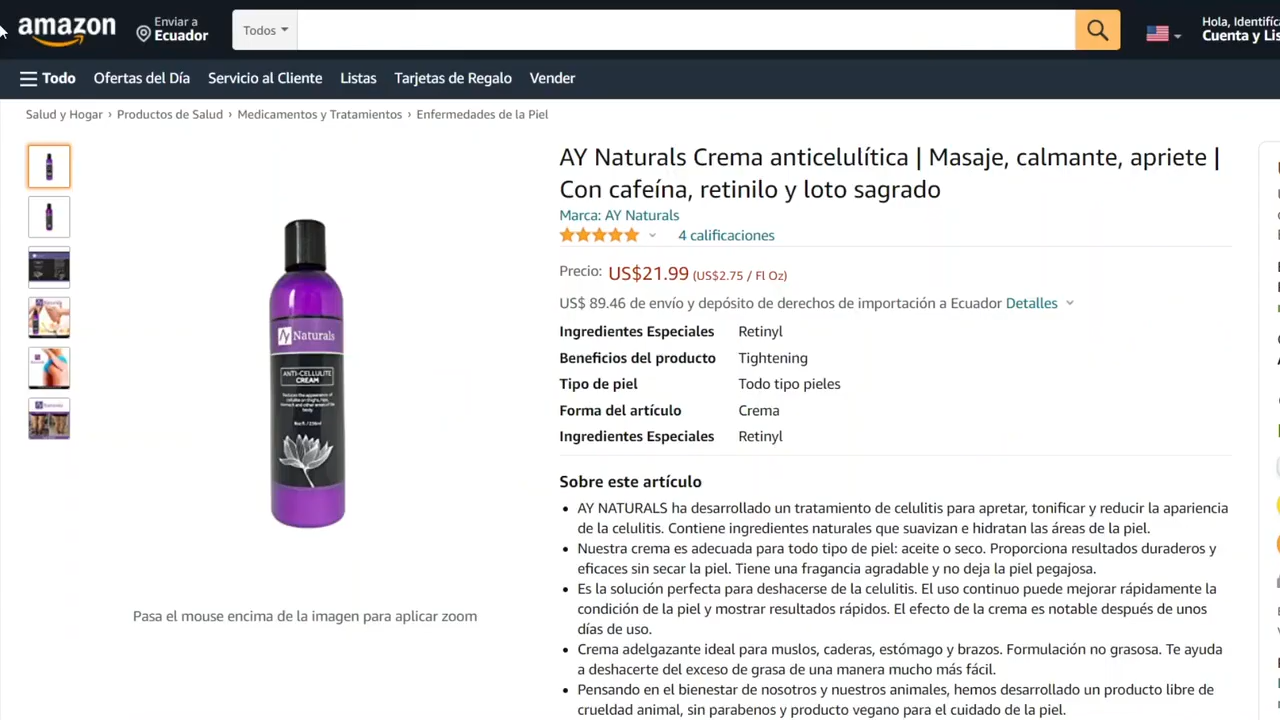 amazon
Enviar a
Ecuador
Todos
Hola, Identific
Cuenta y Lis
Todo
Ofertas del Día
Servicio al Cliente
Listas
Tarjetas de Regalo
Vender
Salud y Hogar › Productos de Salud › Medicamentos y Tratamientos › Enfermedades de la Piel
AY Naturals Crema anticelulítica | Masaje, calmante, apriete |
Con cafeína, retinilo y loto sagrado
Marca: AY Naturals
4 calificaciones
Precio: US$21.99 (US$2.75 / Fl Oz)
US$ 89.46 de envío y depósito de derechos de importación a Ecuador Detalles
Ingredientes Especiales Retinyl
Beneficios del producto Tightening
Tipo de piel Todo tipo pieles
Forma del artículo Crema
Ingredientes Especiales Retinyl
Sobre este artículo
AY NATURALS ha desarrollado un tratamiento de celulitis para apretar, tonificar y reducir la apariencia
de la celulitis. Contiene ingredientes naturales que suavizan e hidratan las áreas de la piel.
Nuestra crema es adecuada para todo tipo de piel: aceite o seco. Proporciona resultados duraderos y
eficaces sin secar la piel. Tiene una fragancia agradable y no deja la piel pegajosa.
Es la solución perfecta para deshacerse de la celulitis. El uso continuo puede mejorar rápidamente la
condición de la piel y mostrar resultados rápidos. El efecto de la crema es notable después de unos
días de uso.
Crema adelgazante ideal para muslos, caderas, estómago y brazos. Formulación no grasosa. Te ayuda
a deshacerte del exceso de grasa de una manera mucho más fácil.
Pensando en el bienestar de nosotros y nuestros animales, hemos desarrollado un producto libre de
crueldad animal, sin parabenos y producto vegano para el cuidado de la piel.
Ay Naturals
ANTI-CELLULITE
CREAM
Pasa el mouse encima de la imagen para aplicar zoom